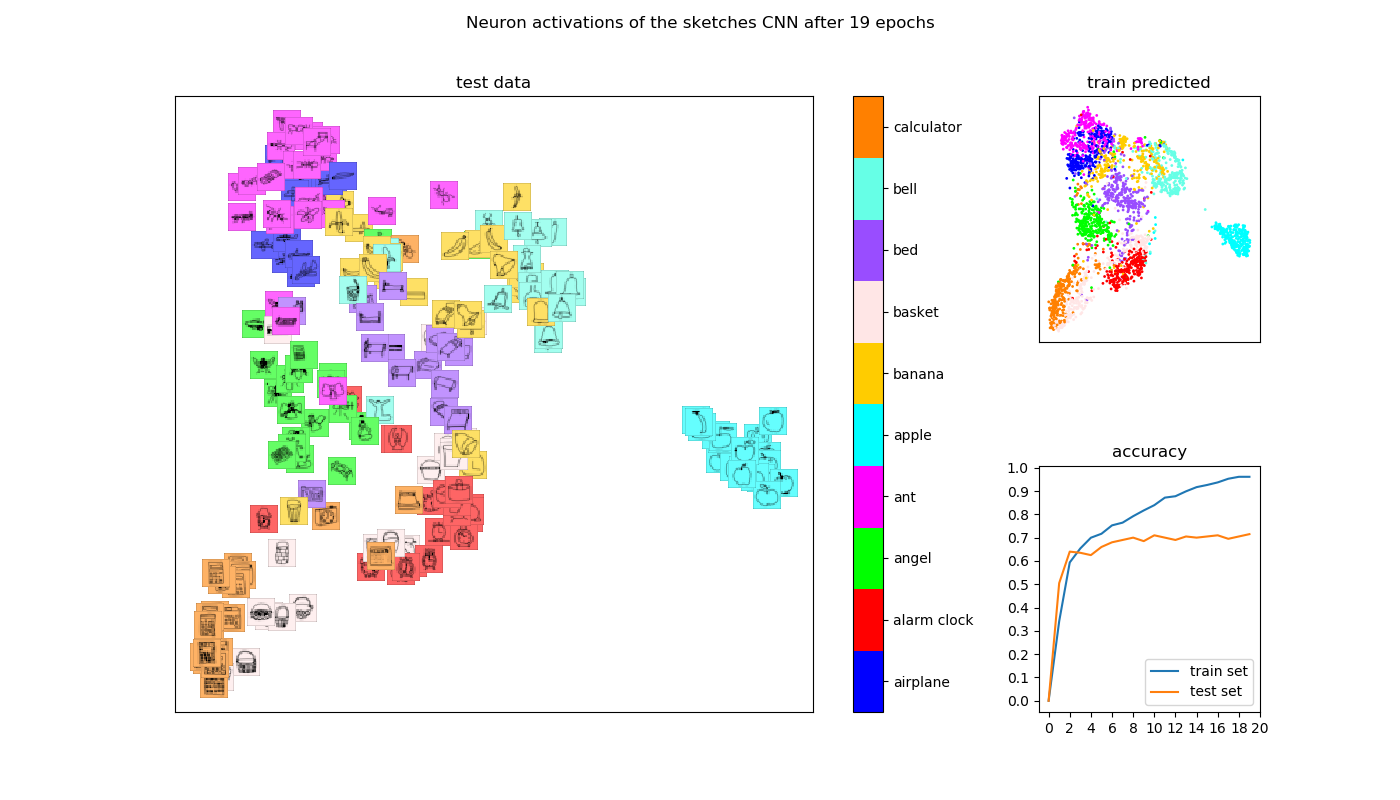 Neuron activations of the sketches CNN after 19 epochs
test data
calculator
bell
bed
basket
banana
apple
ant
angel
alarm clock
airplane
train predicted
accuracy
1.0
0.9
0.8
0.7
0.6
0.5
0.4
0.3
0.2
0.1
0.0
train set
test set
0 2 4 6 8 10 12 14 16 18 20